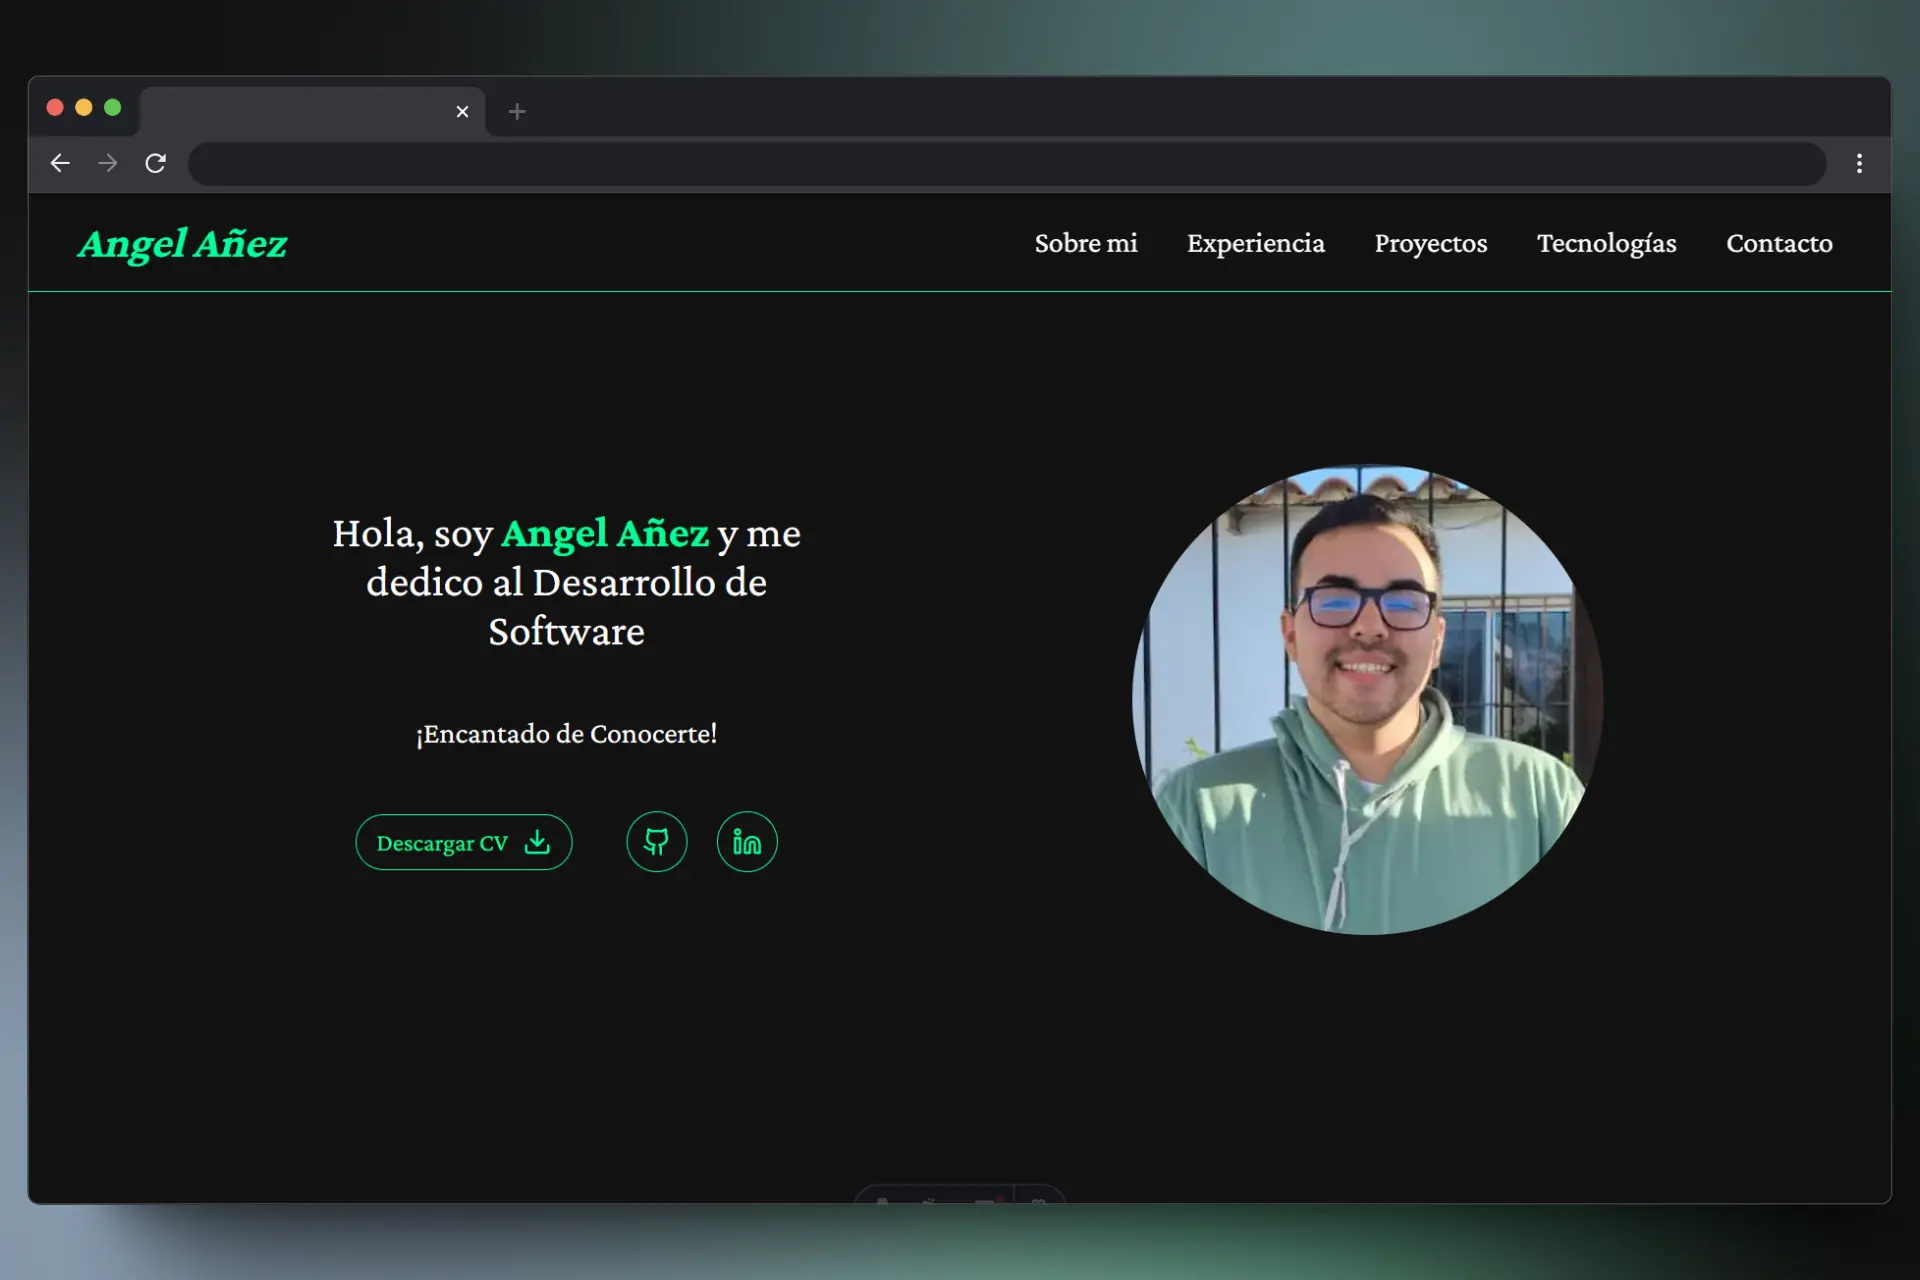 Angel Añez
Sobre mi
Experiencia
Proyectos
Tecnologías
Contacto
Hola, soy Angel Añez y me
dedico al Desarrollo de
Software
¡Encantado de Conocerte!
Descargar CV